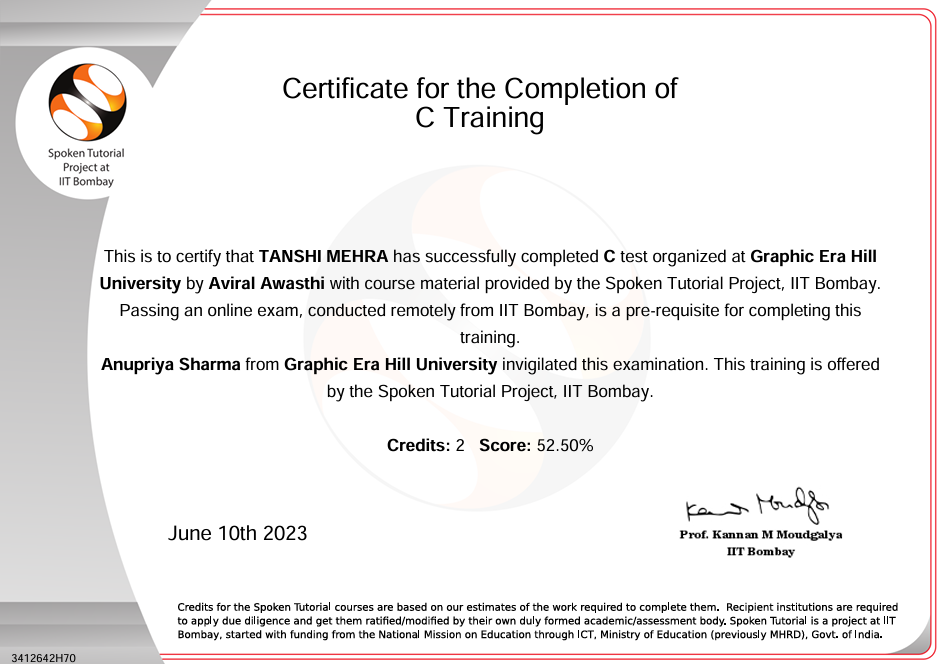 Certificate for the Completion of
C Training
Spoken Tutorial
Project at
IIT Bombay
This is to certify that TANSHI MEHRA has successfully completed C test organized at Graphic Era Hill
University by Aviral Awasthi with course material provided by the Spoken Tutorial Project, IIT Bombay.
Passing an online exam, conducted remotely from IIT Bombay, is a pre-requisite for completing this
training.
Anupriya Sharma from Graphic Era Hill University invigilated this examination. This training is offered
by the Spoken Tutorial Project, IIT Bombay.
Credits: 2 Score: 52.50%
June 10th 2023
Kannan Moudgalya
Prof. Kannan M Moudgalya
IIT Bombay
Credits for the Spoken Tutorial courses are based on our estimates of the work required to complete them. Recipient institutions are required
to apply due diligence and get them ratified/modified by their own duly formed academic/assessment body. Spoken Tutorial is a project at IIT
Bombay, started with funding from the National Mission on Education through ICT, Ministry of Education (previously MHRD), Govt. of India.
3412642H70